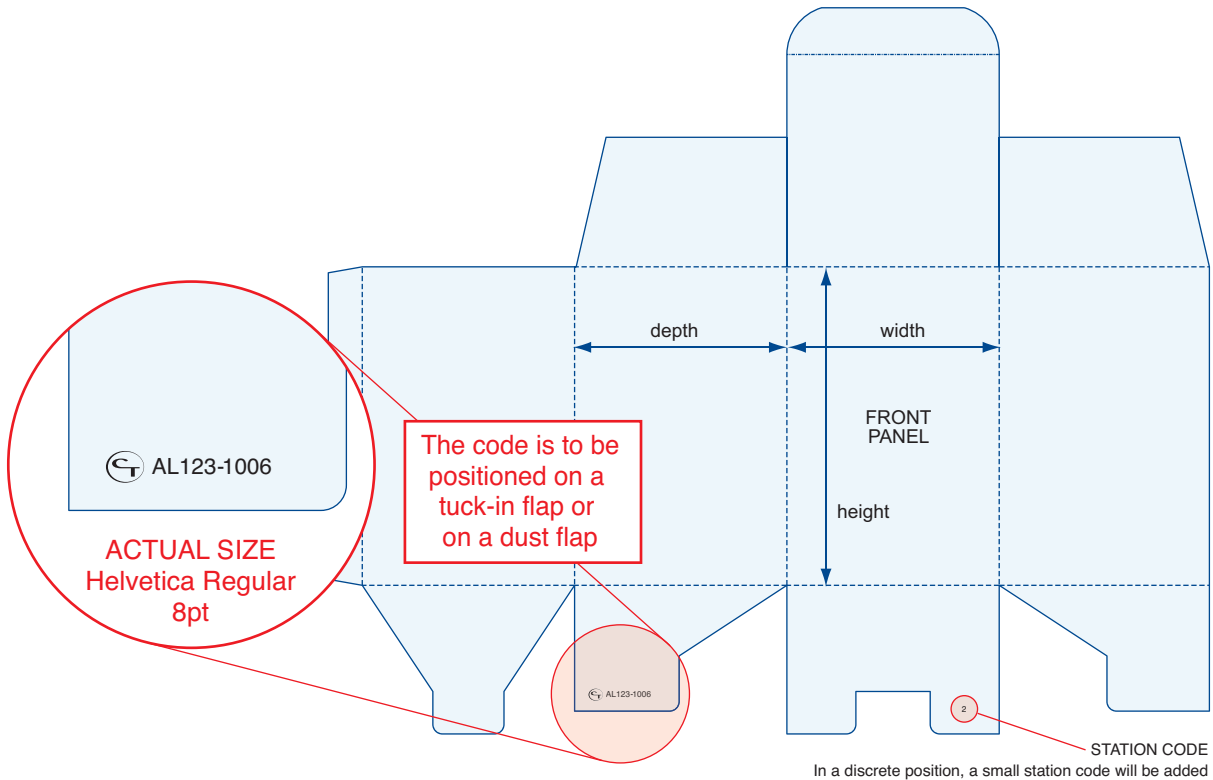 depth
width
FRONT
PANEL
height
The code is to be
positioned on a
tuck-in flap or
on a dust flap
CT AL123-1006
ACTUAL SIZE
Helvetica Regular
8pt
CT AL123-1006
2
STATION CODE
In a discrete position, a small station code will be added